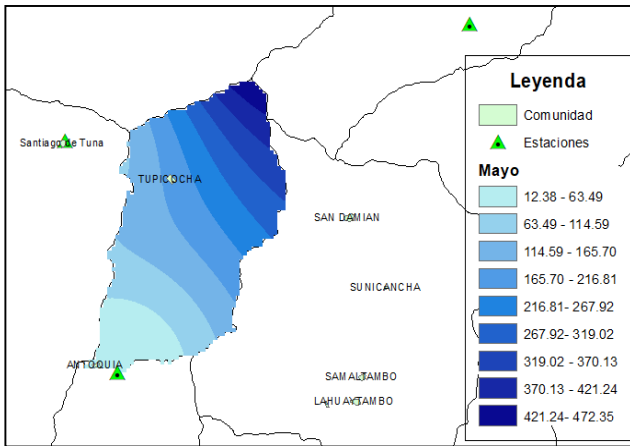 Leyenda
Comunidad
Estaciones
Mayo
12.38 - 63.49
63.49 - 114.59
114.59 - 165.70
165.70 - 216.81
216.81- 267.92
267.92 - 319.02
319.02 - 370.13
370.13 - 421.24
421.24 - 472.35
Santiago de Tuna
TUPICOCHA
SAN DAMIAN
SUNICANCHA
ANTIOQUIA
SAMALTAMBO
LAHUAYTAMBO